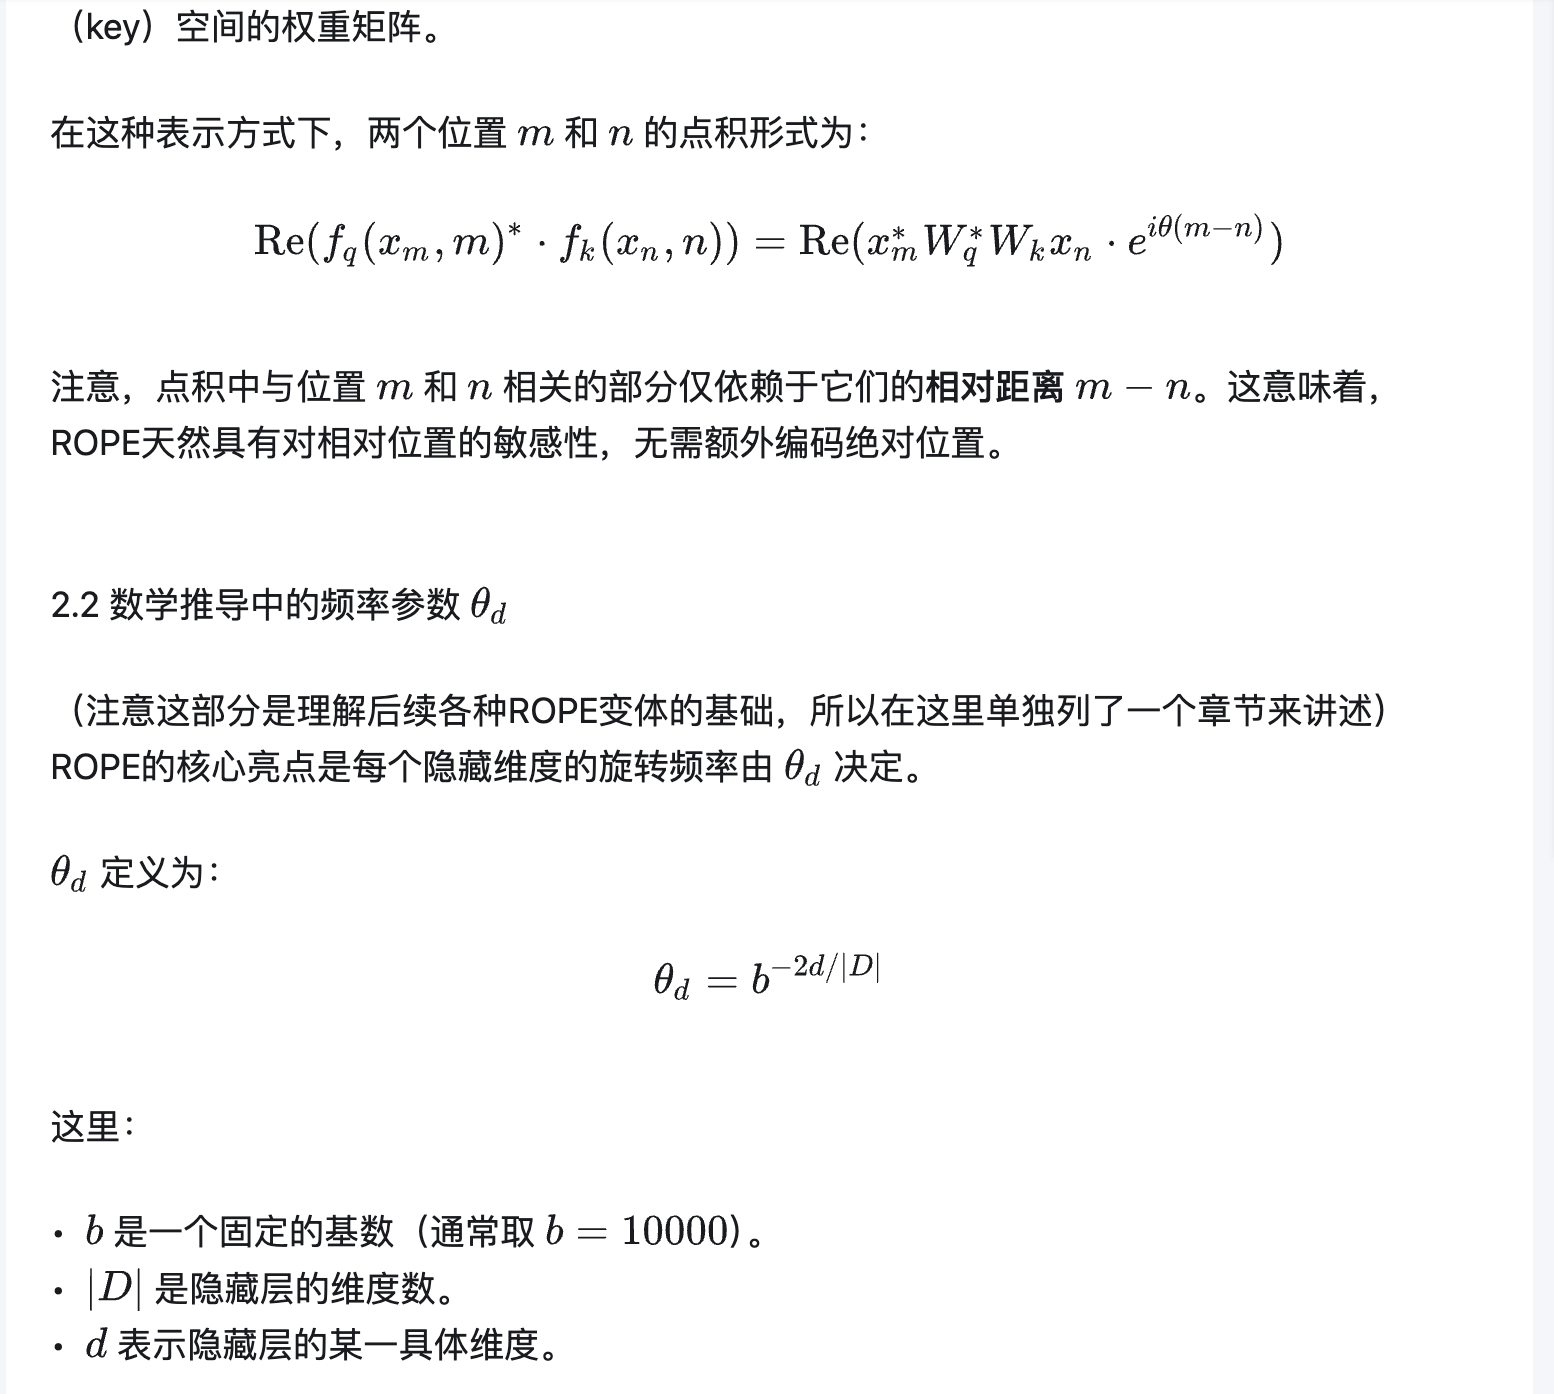 （key）空间的权重矩阵。
在这种表示方式下，两个位置 m 和 n 的点积形式为：
Re(f_q(x_m, m)^* · f_k(x_n, n)) = Re(x_m^* W_q^* W_k x_n · e^{iθ(m−n)})
注意，点积中与位置 m 和 n 相关的部分仅依赖于它们的相对距离 m − n。这意味着，
ROPE天然具有对相对位置的敏感性，无需额外编码绝对位置。
2.2 数学推导中的频率参数 θ_d
（注意这部分是理解后续各种ROPE变体的基础，所以在这里单独列了一个章节来讲述）
ROPE的核心亮点是每个隐藏维度的旋转频率由 θ_d 决定。
θ_d 定义为：
θ_d = b^{−2d/|D|}
这里：
• b 是一个固定的基数（通常取 b = 10000）。
• |D| 是隐藏层的维度数。
• d 表示隐藏层的某一具体维度。